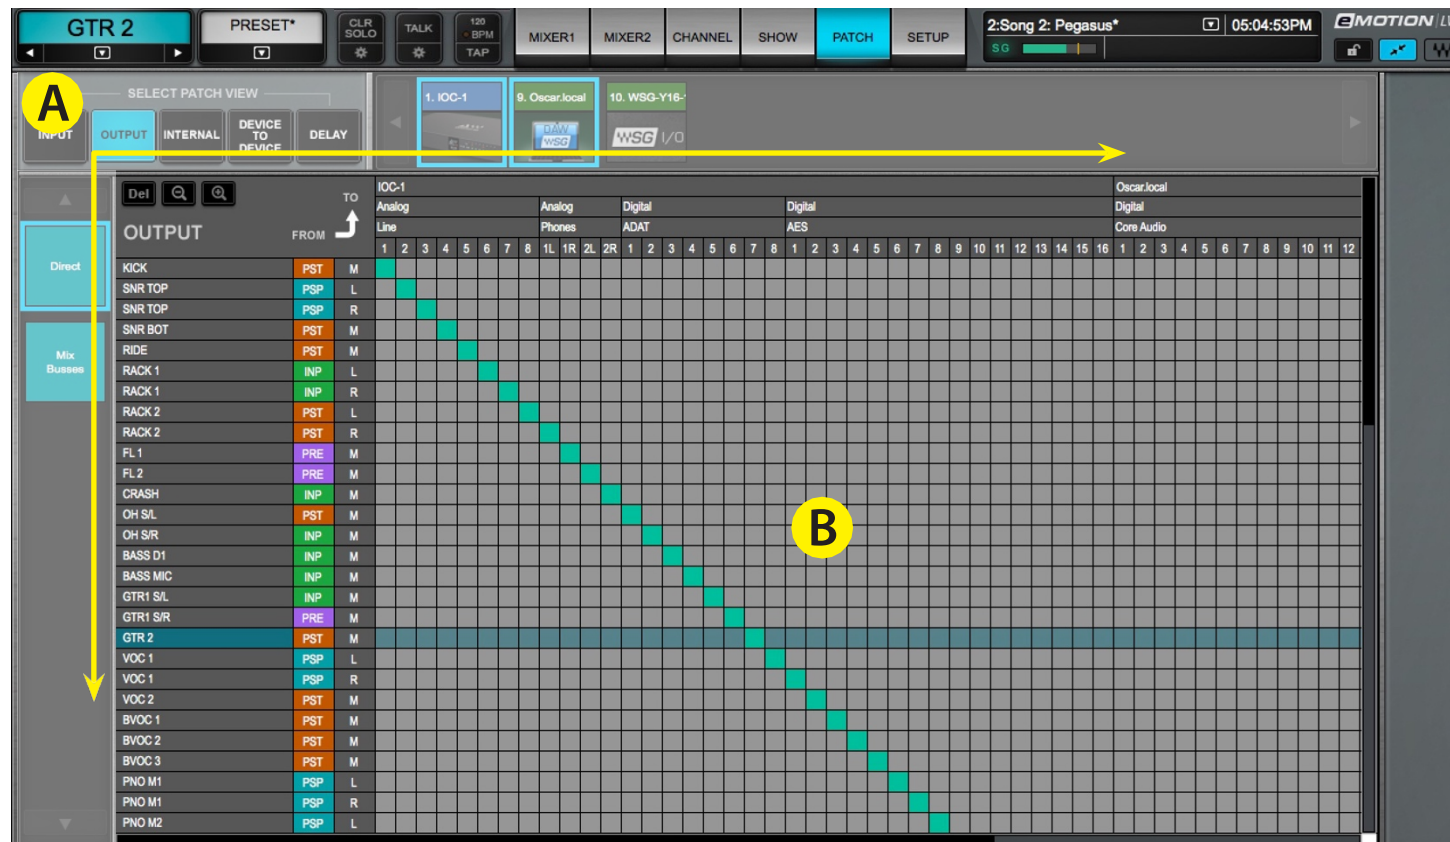 GTR 2
PRESET*
CLR SOLO
TALK
120 BPM TAP
MIXER1
MIXER2
CHANNEL
SHOW
PATCH
SETUP
2:Song 2: Pegasus*
05:04:53PM
SG
eMOTION
A
SELECT PATCH VIEW
INPUT
OUTPUT
INTERNAL
DEVICE TO DEVICE
DELAY
1. IOC-1
9. Oscar.local
10. WSG-Y16-
DAW WSG
WSG I/O
Del
TO
OUTPUT
FROM
Direct
Mix Busses
IOC-1 Oscar.local
Analog Analog Digital Digital Digital
Line Phones ADAT AES Core Audio
1 2 3 4 5 6 7 8 1L 1R 2L 2R 1 2 3 4 5 6 7 8 1 2 3 4 5 6 7 8 9 10 11 12 13 14 15 16 1 2 3 4 5 6 7 8 9 10 11 12
KICK PST M
SNR TOP PSP L
SNR TOP PSP R
SNR BOT PST M
RIDE PST M
RACK 1 INP L
RACK 1 INP R
RACK 2 PST L
RACK 2 PST R
FL 1 PRE M
FL 2 PRE M
CRASH INP M
OH S/L PST M
OH S/R INP M
BASS D1 INP M
BASS MIC INP M
GTR1 S/L INP M
GTR1 S/R PRE M
GTR 2 PST M
VOC 1 PSP L
VOC 1 PSP R
VOC 2 PST M
BVOC 1 PST M
BVOC 2 PST M
BVOC 3 PST M
PNO M1 PSP L
PNO M1 PSP R
PNO M2 PSP L
B